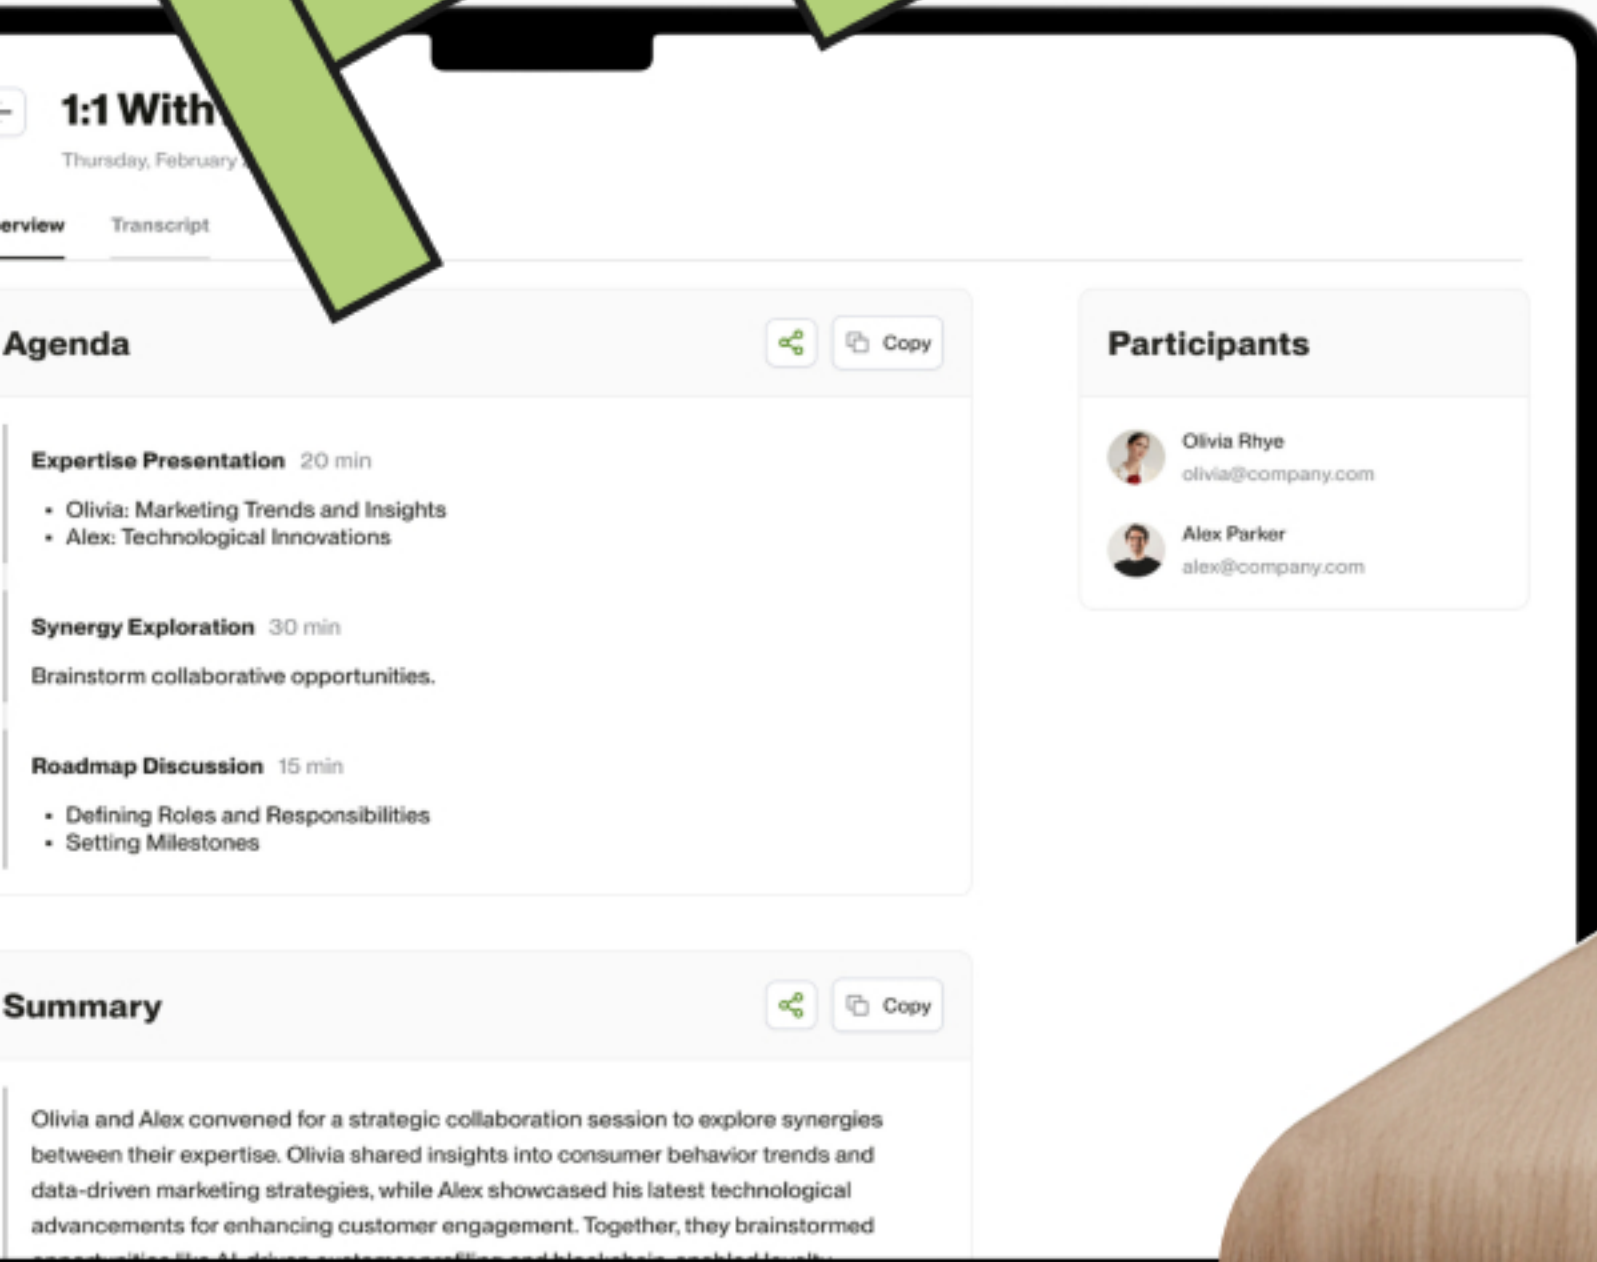 1:1 With
Thursday, February
erview Transcript
Agenda
Copy
Participants
Expertise Presentation 20 min
• Olivia: Marketing Trends and Insights
• Alex: Technological Innovations
Olivia Rhye
olivia@company.com
Alex Parker
alex@company.com
Synergy Exploration 30 min
Brainstorm collaborative opportunities.
Roadmap Discussion 15 min
• Defining Roles and Responsibilities
• Setting Milestones
Summary
Copy
Olivia and Alex convened for a strategic collaboration session to explore synergies
between their expertise. Olivia shared insights into consumer behavior trends and
data-driven marketing strategies, while Alex showcased his latest technological
advancements for enhancing customer engagement. Together, they brainstormed